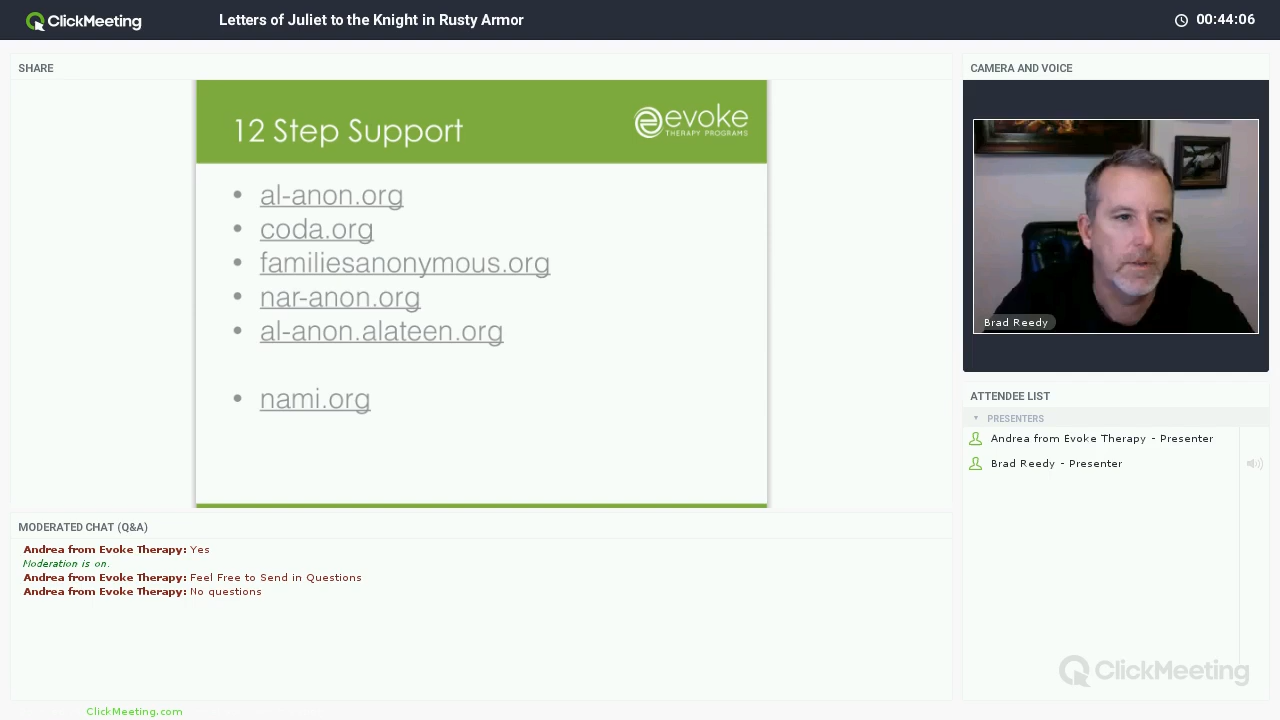 ClickMeeting
Letters of Juliet to the Knight in Rusty Armor
00:44:06
SHARE
12 Step Support
evoke
THERAPY PROGRAMS
• al-anon.org
• coda.org
• familiesanonymous.org
• nar-anon.org
• al-anon.alateen.org
• nami.org
CAMERA AND VOICE
Brad Reedy
ATTENDEE LIST
PRESENTERS
Andrea from Evoke Therapy - Presenter
Brad Reedy - Presenter
MODERATED CHAT (Q&A)
Andrea from Evoke Therapy: Yes
Moderation is on.
Andrea from Evoke Therapy: Feel Free to Send in Questions
Andrea from Evoke Therapy: No questions
ClickMeeting
ClickMeeting.com